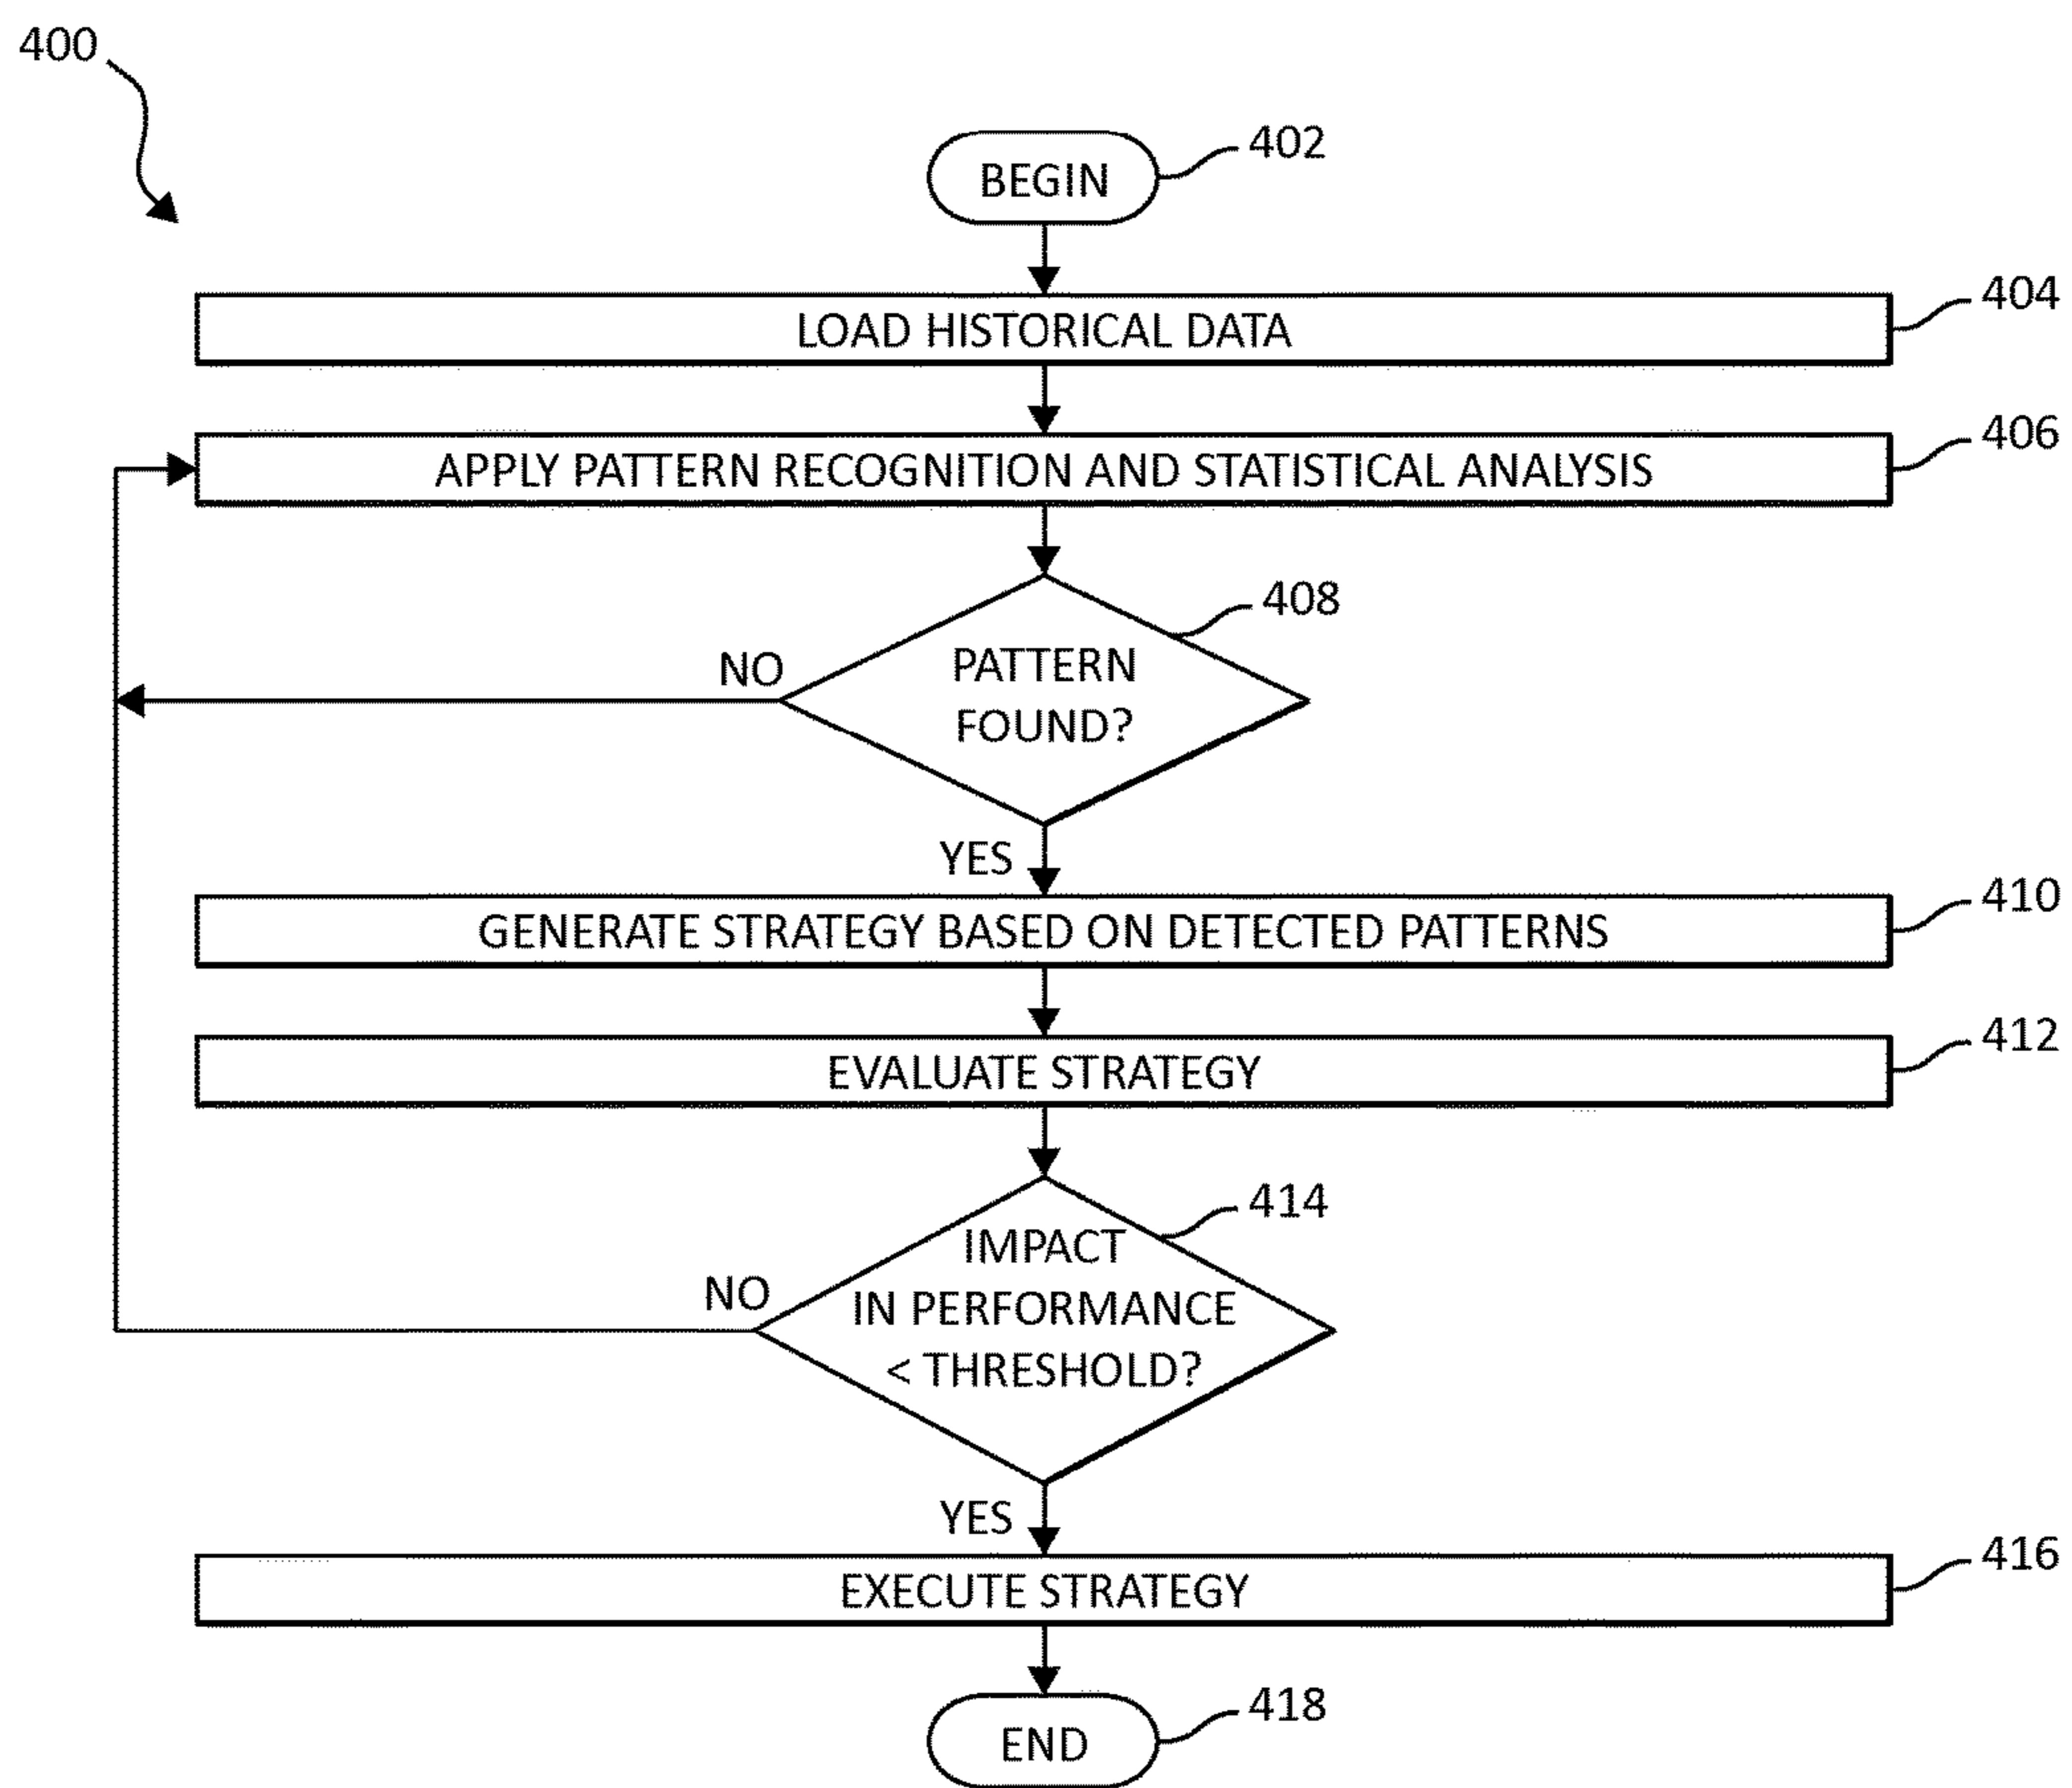 400
BEGIN
402
LOAD HISTORICAL DATA
404
APPLY PATTERN RECOGNITION AND STATISTICAL ANALYSIS
406
408
NO
PATTERN
FOUND?
YES
GENERATE STRATEGY BASED ON DETECTED PATTERNS
410
EVALUATE STRATEGY
412
414
NO
IMPACT
IN PERFORMANCE
< THRESHOLD?
YES
EXECUTE STRATEGY
416
END
418